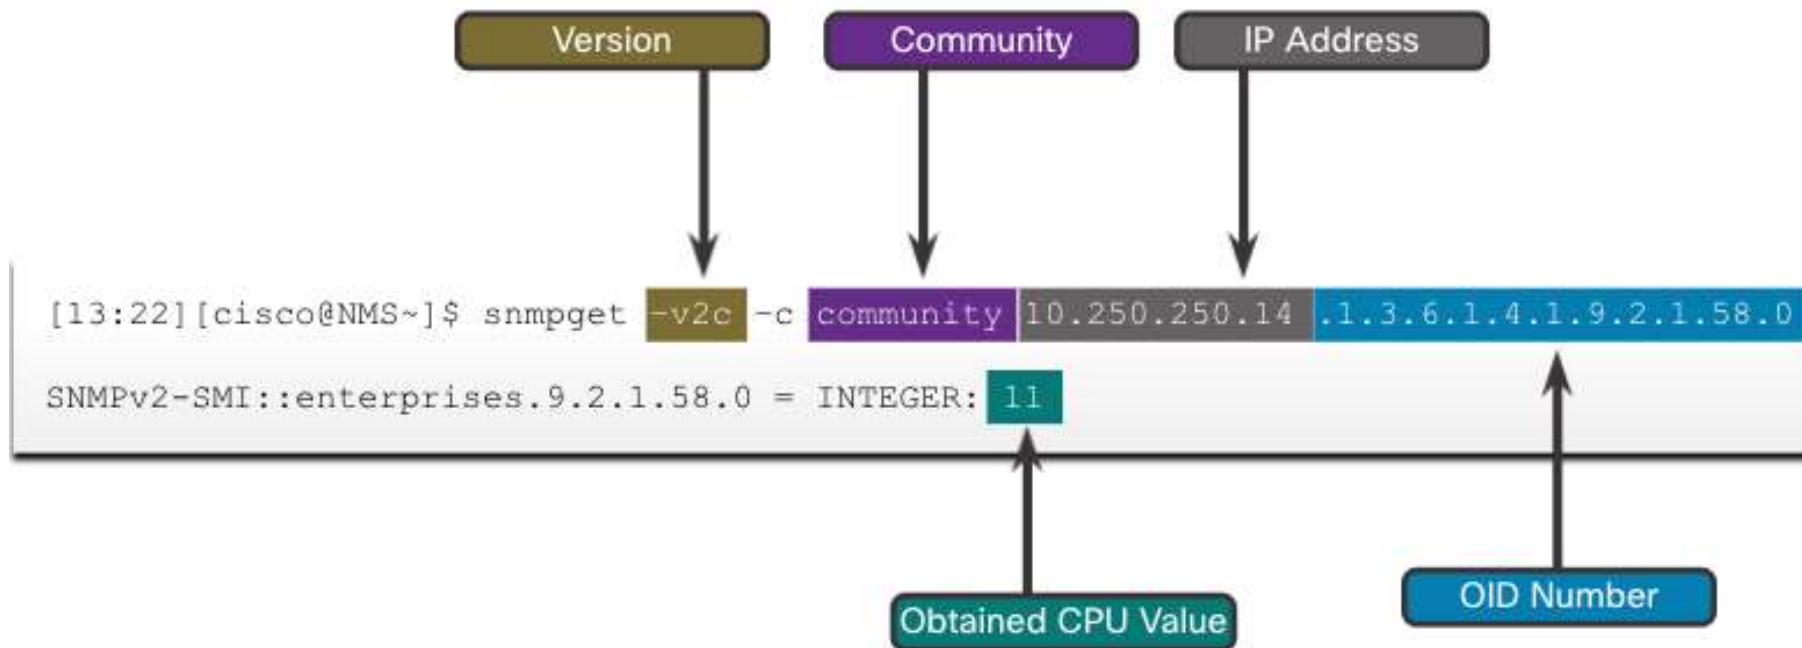 Version
Community
IP Address
[13:22][cisco@NMS~]$ snmpget -v2c -c community 10.250.250.14 .1.3.6.1.4.1.9.2.1.58.0
SNMPv2-SMI::enterprises.9.2.1.58.0 = INTEGER: 11
OID Number
Obtained CPU Value